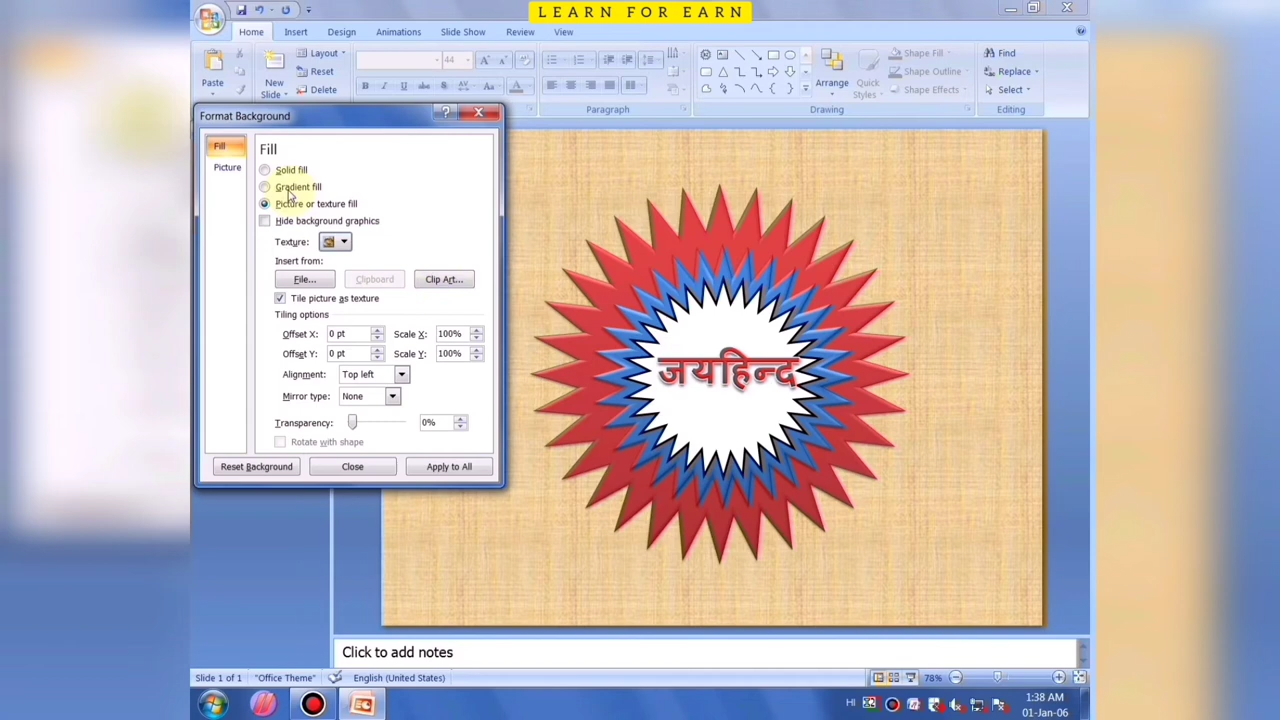 LEARN FOR EARN
Home Insert Design Animations Slide Show Review View
Paste
New
Slide
Layout
Reset
Delete
44
Paragraph
Arrange
Quick
Styles
Shape Fill
Shape Outline
Shape Effects
Drawing
Find
Replace
Select
Editing
Format Background
Fill
Picture
Fill
Solid fill
Gradient fill
Picture or texture fill
Hide background graphics
Texture:
Insert from:
File... Clipboard Clip Art...
Tile picture as texture
Tiling options
Offset X: 0 pt Scale X: 100%
Offset Y: 0 pt Scale Y: 100%
Alignment: Top left
Mirror type: None
Transparency: 0%
Rotate with shape
Reset Background Close Apply to All
जयहिन्द
Click to add notes
Slide 1 of 1 "Office Theme" English (United States) 78%
HI
1:38 AM
01-Jan-06